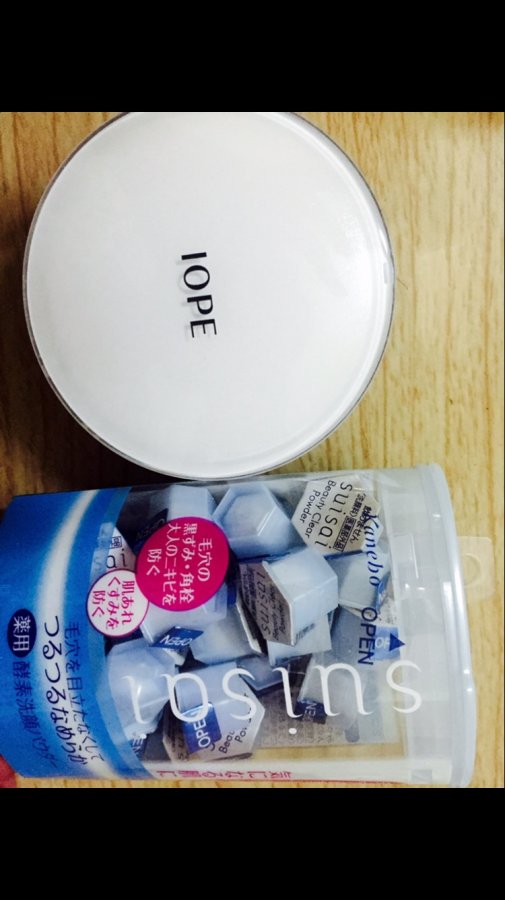 IOPE
Kanebo
OPEN
suisai
suisai
Beauty Clear
Powder
毛穴の
黒ずみ・角栓
大人のニキビを
防ぐ
肌あれ
くすみを
防ぐ
毛穴を目立たなくして
つるつるなめらか
薬用 酵素洗顔パウダー
OPEN
OPEN